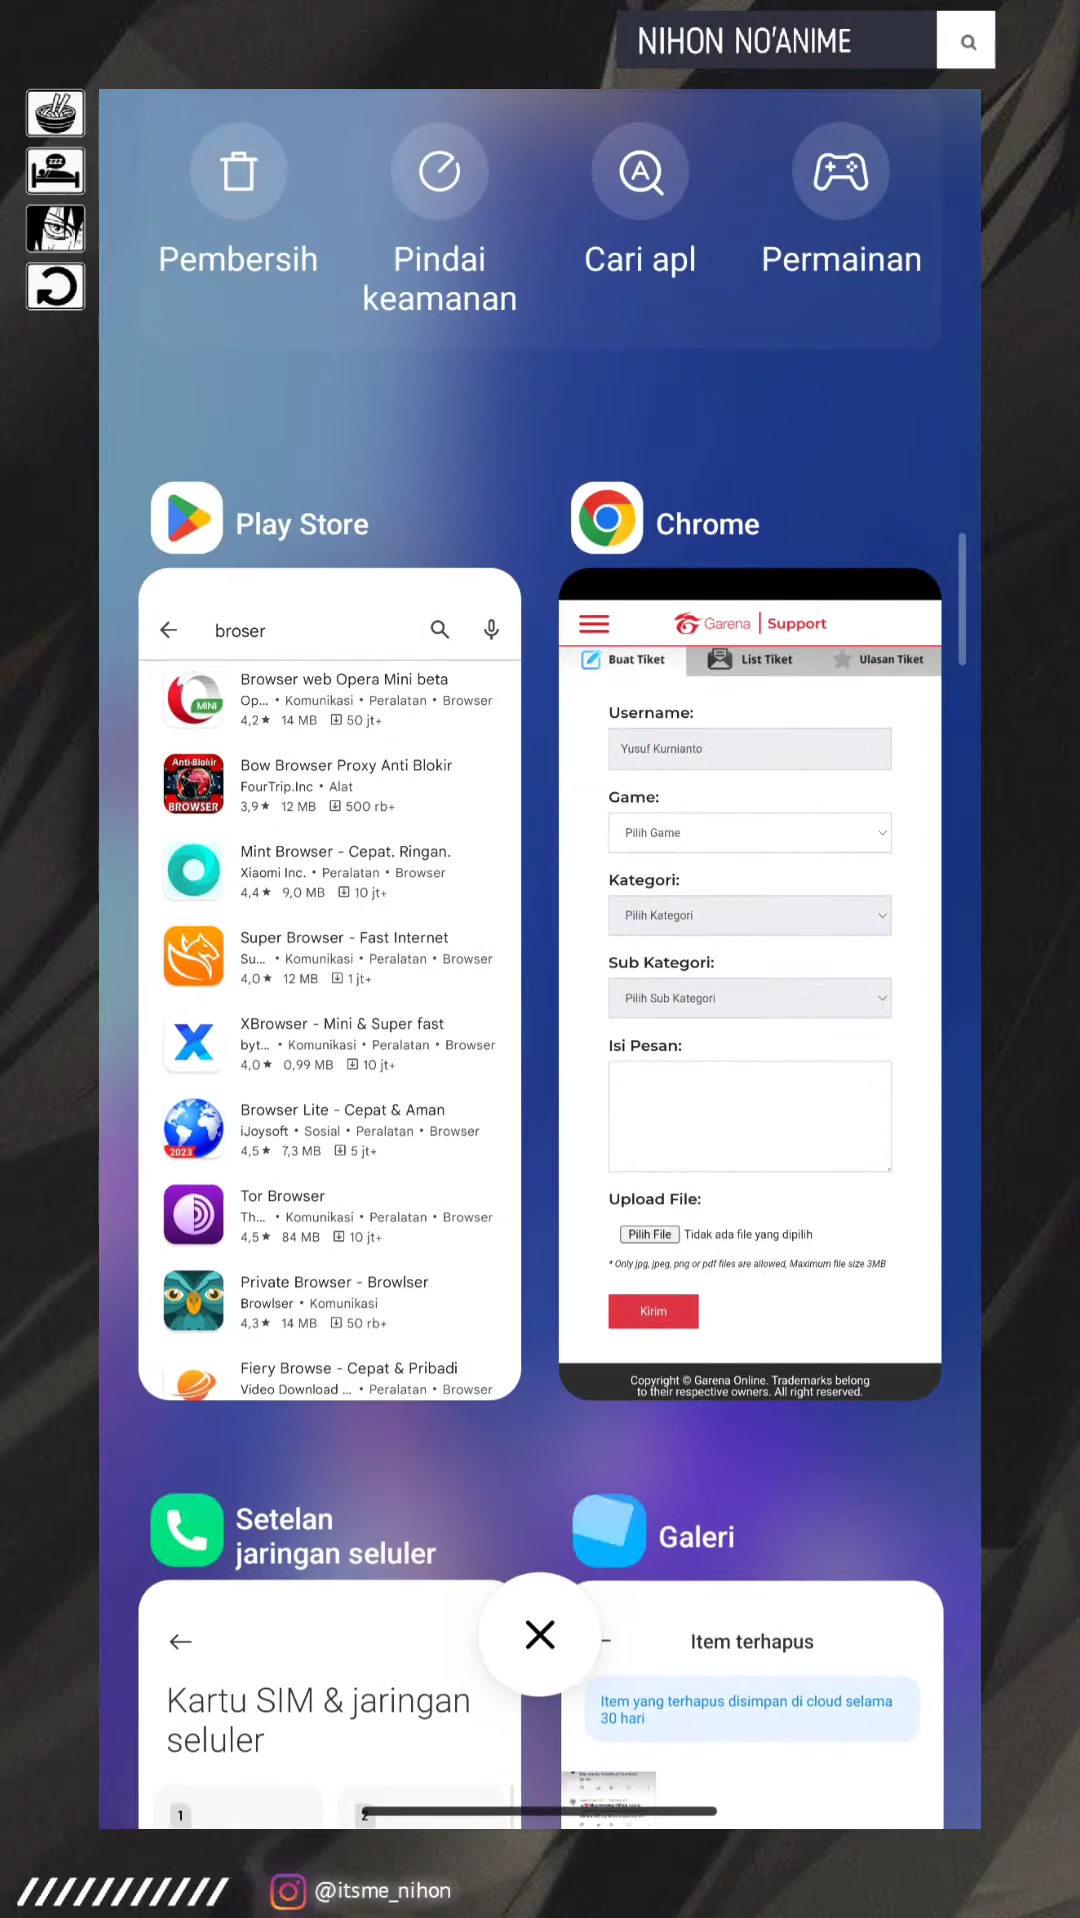 NIHON NO'ANIME
ZZZ
Pembersih
Pindai
keamanan
Cari apl
Permainan
Play Store
broser
MINI
Browser web Opera Mini beta
Op... • Komunikasi • Peralatan • Browser
4,2★ 14 MB 50 jt+
Anti-Blokir
BROWSER
Bow Browser Proxy Anti Blokir
FourTrip.Inc • Alat
3,9★ 12 MB 500 rb+
Mint Browser - Cepat. Ringan.
Xiaomi Inc. • Peralatan • Browser
4,4★ 9,0 MB 10 jt+
Super Browser - Fast Internet
Su... • Komunikasi • Peralatan • Browser
4,0★ 12 MB 1 jt+
XBrowser - Mini & Super fast
byt... • Komunikasi • Peralatan • Browser
4,0★ 0,99 MB 10 jt+
2023
Browser Lite - Cepat & Aman
iJoysoft • Sosial • Peralatan • Browser
4,5★ 7,3 MB 5 jt+
Tor Browser
Th... • Komunikasi • Peralatan • Browser
4,5★ 84 MB 10 jt+
Private Browser - Browlser
Browlser • Komunikasi
4,3★ 14 MB 50 rb+
Fiery Browse - Cepat & Pribadi
Video Download ... • Peralatan • Browser
Chrome
Garena | Support
Buat Tiket
List Tiket
Ulasan Tiket
Username:
Yusuf Kurnianto
Game:
Pilih Game
Kategori:
Pilih Kategori
Sub Kategori:
Pilih Sub Kategori
Isi Pesan:
Upload File:
Pilih File Tidak ada file yang dipilih
* Only jpg, jpeg, png or pdf files are allowed, Maximum file size 3MB
Kirim
Copyright © Garena Online. Trademarks belong
to their respective owners. All right reserved.
Setelan
jaringan seluler
Kartu SIM & jaringan
seluler
1
2
Galeri
Item terhapus
Item yang terhapus disimpan di cloud selama
30 hari
@itsme_nihon